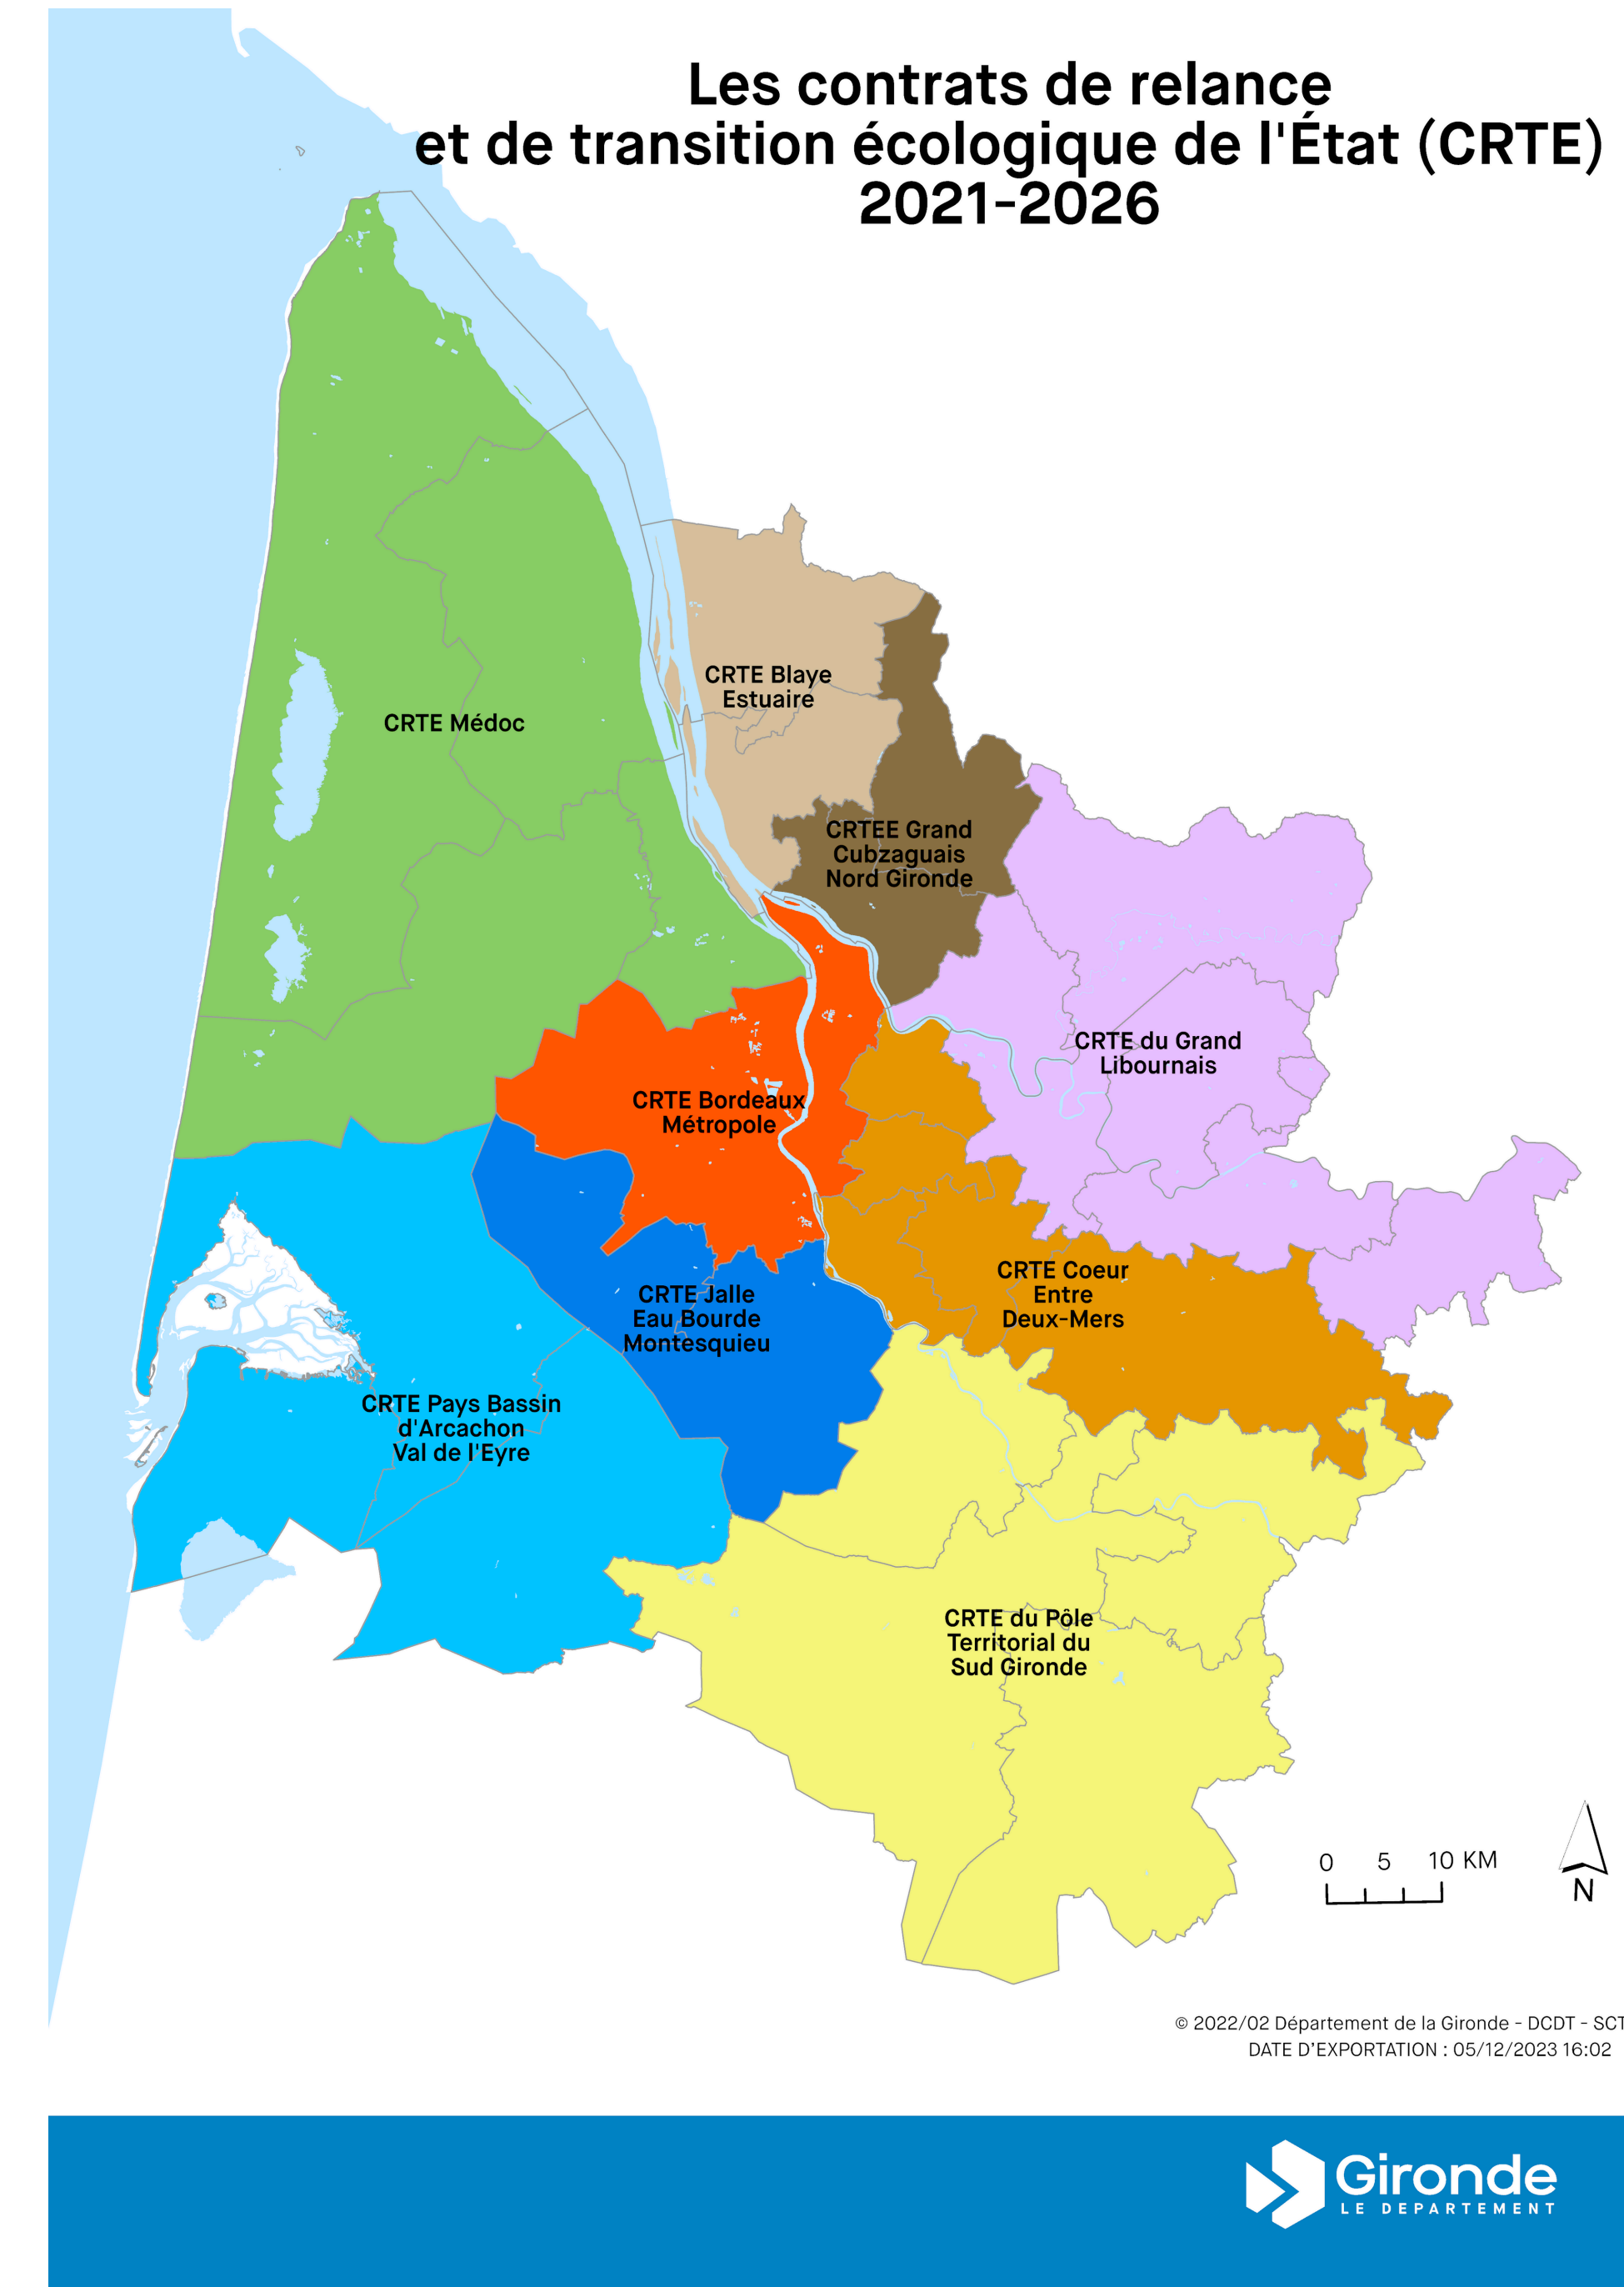 Les contrats de relance
et de transition écologique de l'État (CRTE)
2021-2026
CRTE Blaye
Estuaire
CRTE Médoc
CRTEE Grand
Cubzaguais
Nord Gironde
CRTE du Grand
Libournais
CRTE Bordeaux
Métropole
CRTE Coeur
Entre
Deux-Mers
CRTE Jalle
Eau Bourde
Montesquieu
CRTE Pays Bassin
d'Arcachon
Val de l'Eyre
CRTE du Pôle
Territorial du
Sud Gironde
0 5 10 KM
N
© 2022/02 Département de la Gironde - DCDT - SCT
DATE D'EXPORTATION : 05/12/2023 16:02
Gironde
LE DEPARTEMENT